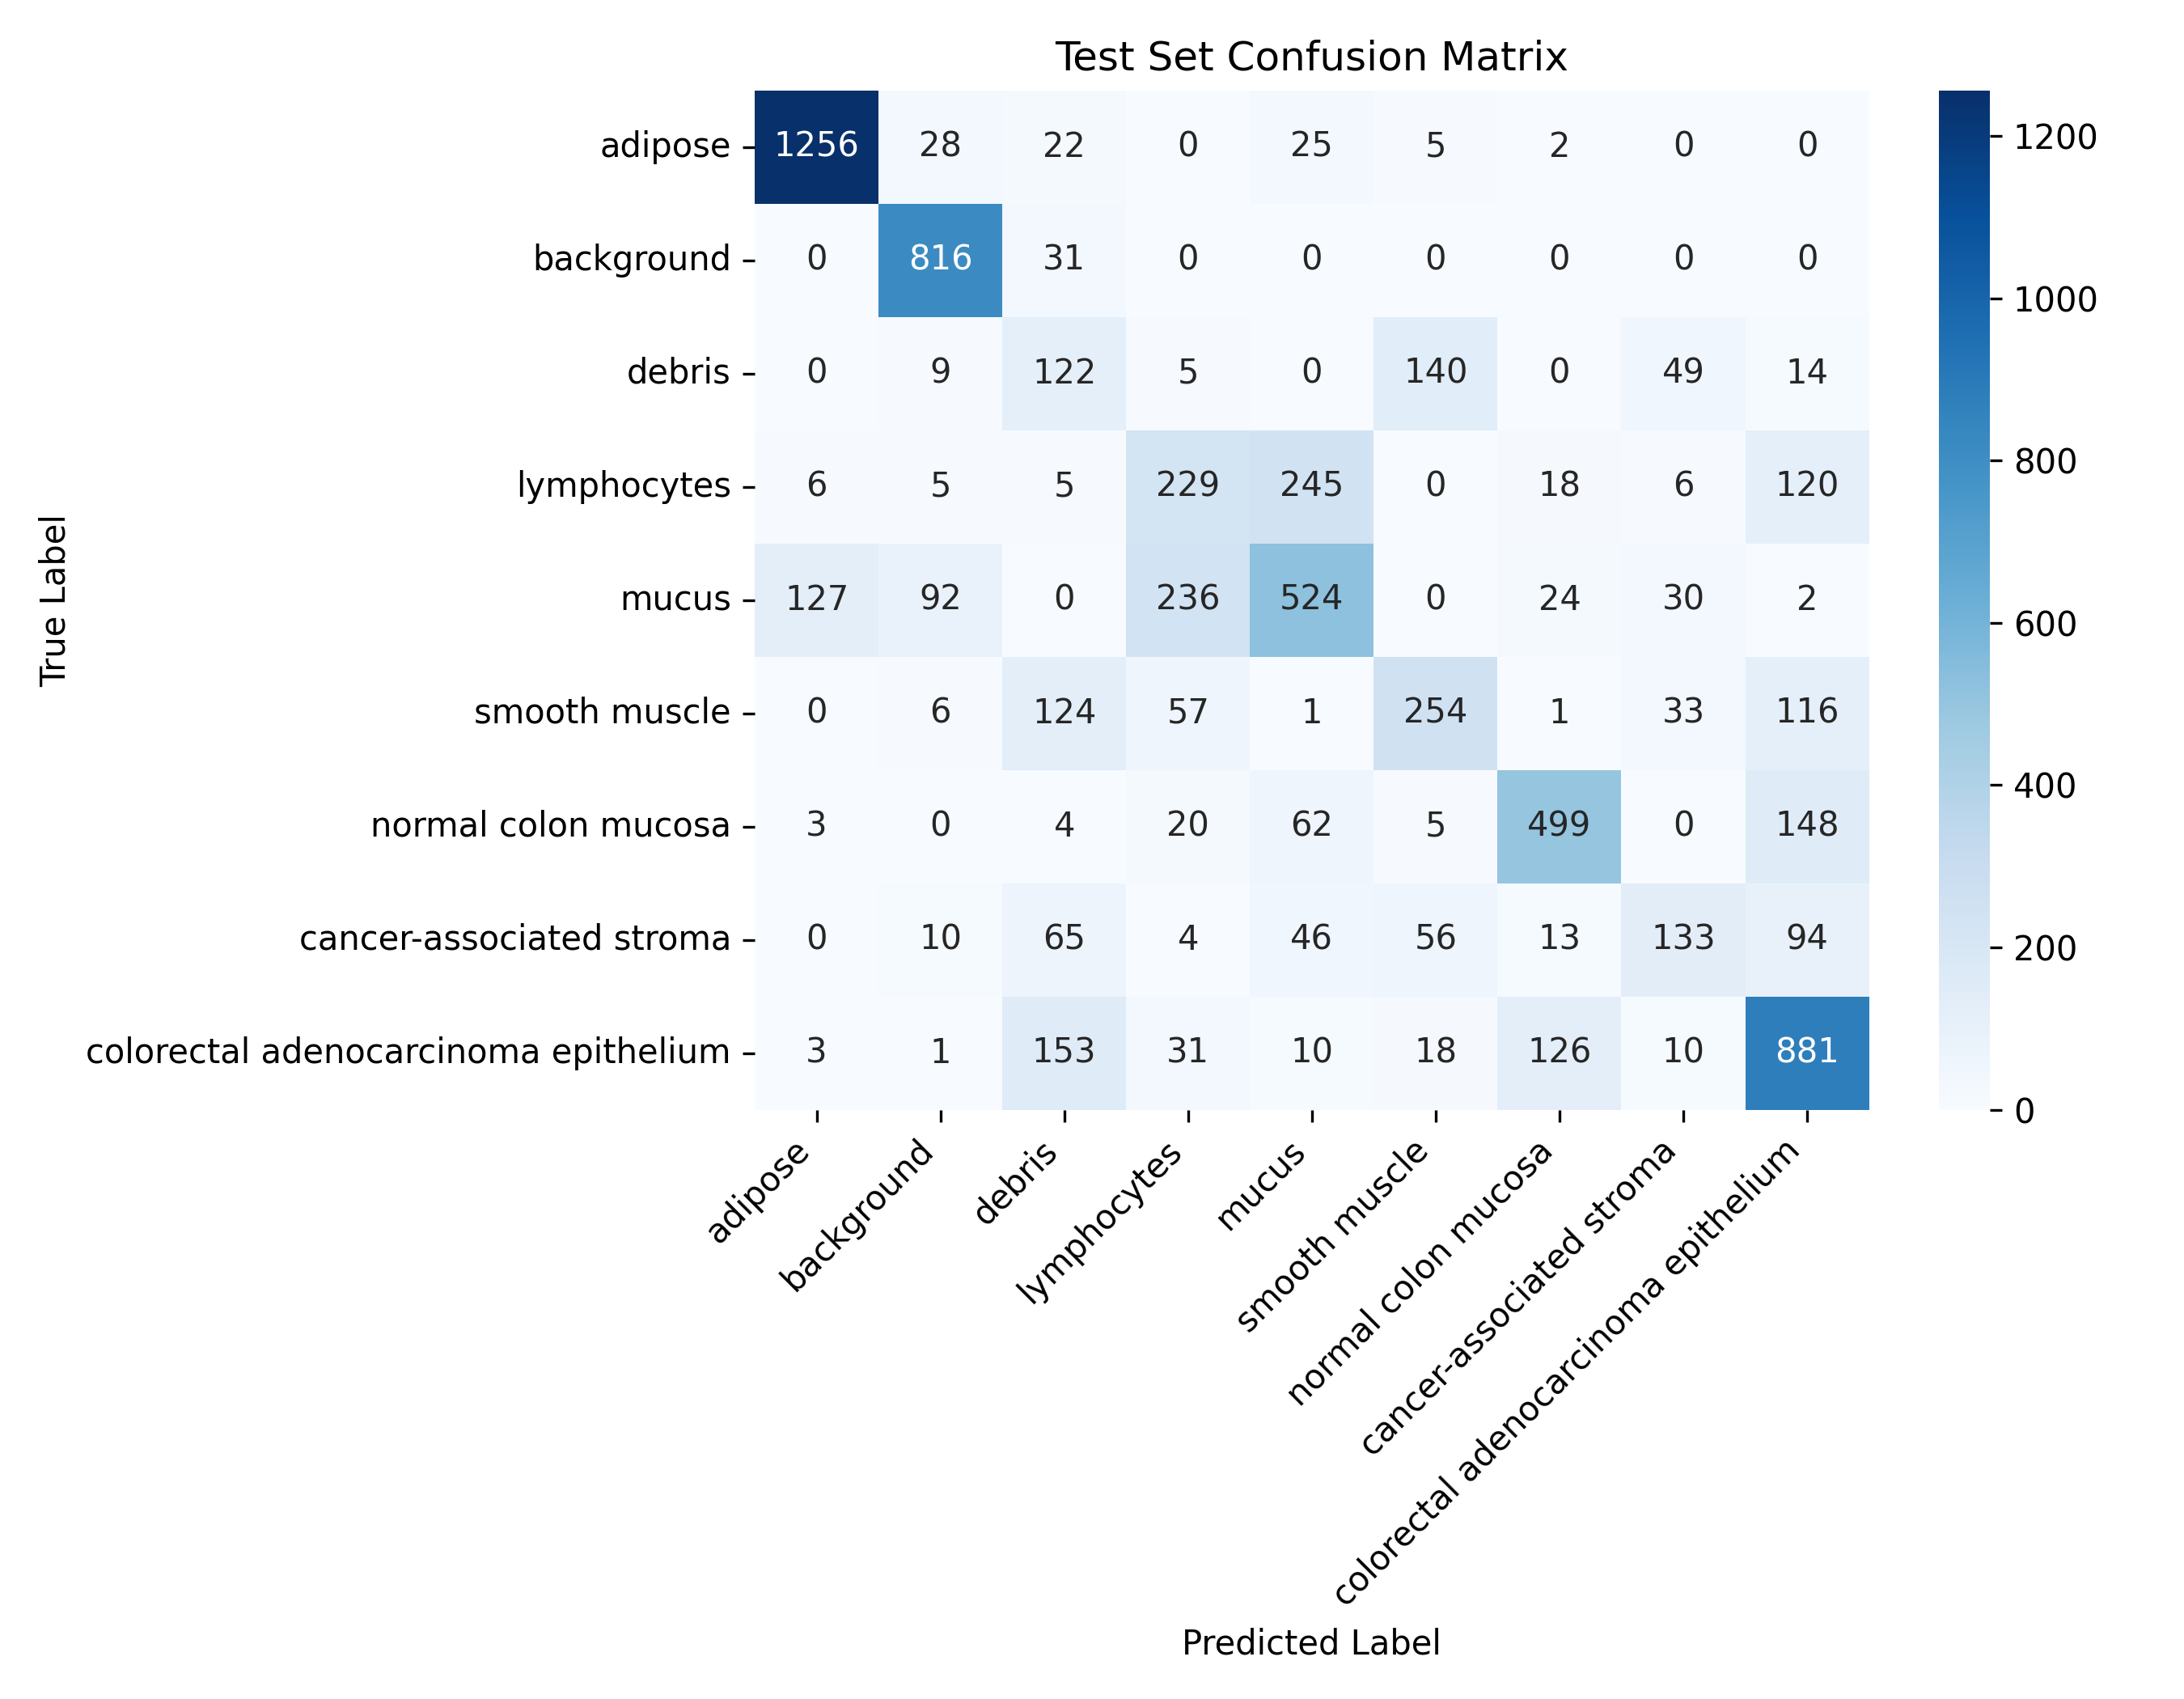 Test Set Confusion Matrix
True Label
adipose 1256 28 22 0 25 5 2 0 0
background 0 816 31 0 0 0 0 0 0
debris 0 9 122 5 0 140 0 49 14
lymphocytes 6 5 5 229 245 0 18 6 120
mucus 127 92 0 236 524 0 24 30 2
smooth muscle 0 6 124 57 1 254 1 33 116
normal colon mucosa 3 0 4 20 62 5 499 0 148
cancer-associated stroma 0 10 65 4 46 56 13 133 94
colorectal adenocarcinoma epithelium 3 1 153 31 10 18 126 10 881
adipose
background
debris
lymphocytes
mucus
smooth muscle
normal colon mucosa
cancer-associated stroma
colorectal adenocarcinoma epithelium
Predicted Label
1200
1000
800
600
400
200
0